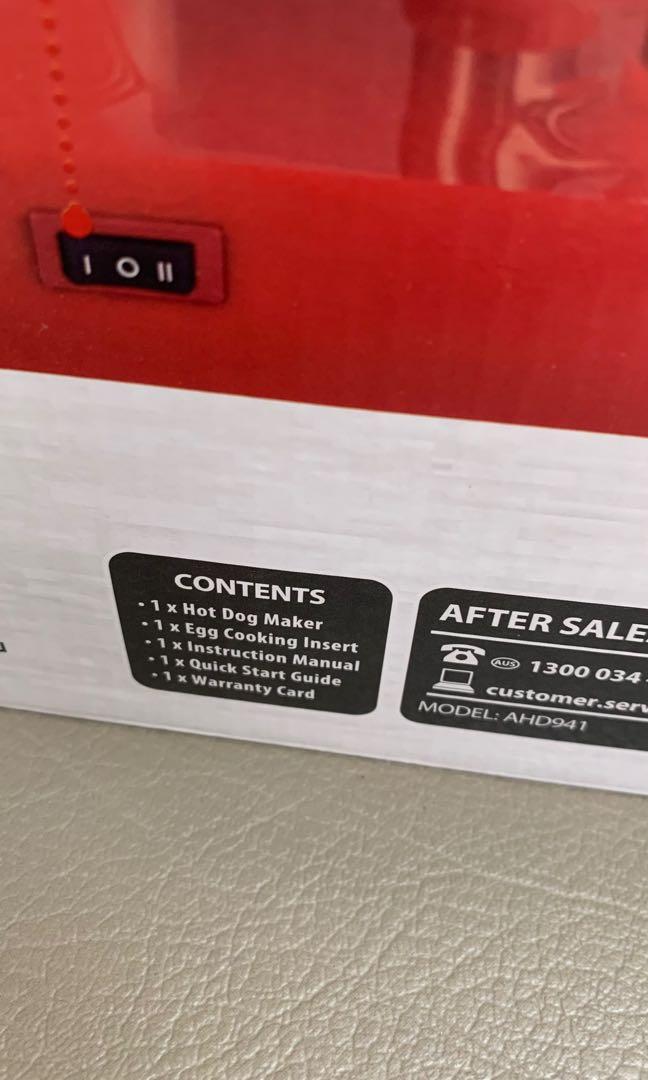 I O II
CONTENTS
• 1 x Hot Dog Maker
• 1 x Egg Cooking Insert
• 1 x Instruction Manual
• 1 x Quick Start Guide
• 1 x Warranty Card
AFTER SALE
AUS 1300 034
customer.serv
MODEL: AHD941